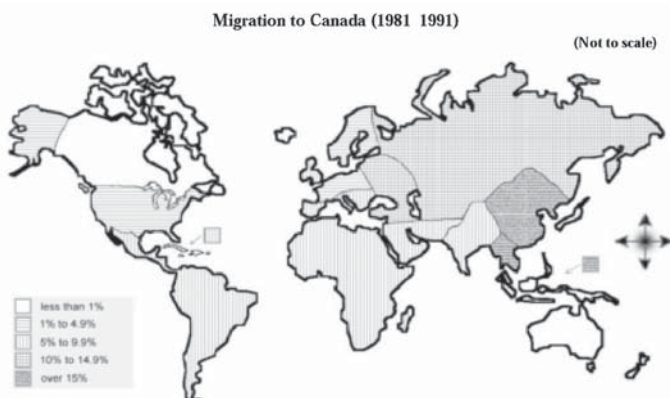 Migration to Canada (1981 1991)
(Not to scale)
less than 1%
1% to 4.9%
5% to 9.9%
10% to 14.9%
over 15%